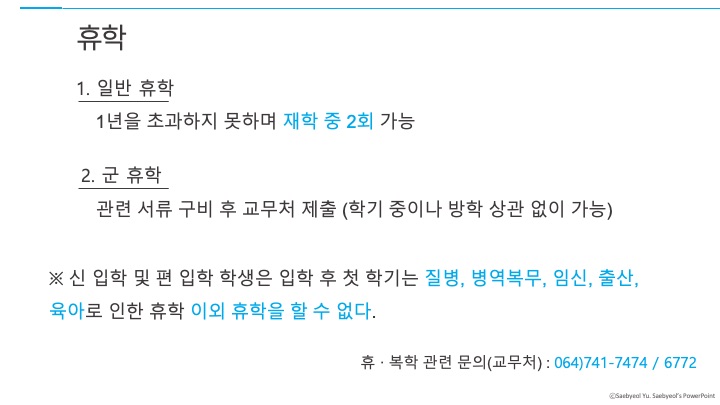 휴학
1. 일반 휴학
1년을 초과하지 못하며 재학 중 2회 가능
2. 군 휴학
관련 서류 구비 후 교무처 제출 (학기 중이나 방학 상관 없이 가능)
※ 신 입학 및 편 입학 학생은 입학 후 첫 학기는 질병, 병역복무, 임신, 출산,
육아로 인한 휴학 이외 휴학을 할 수 없다.
휴 · 복학 관련 문의(교무처) : 064)741-7474 / 6772
ⓒSaebyeol Yu. Saebyeol's PowerPoint